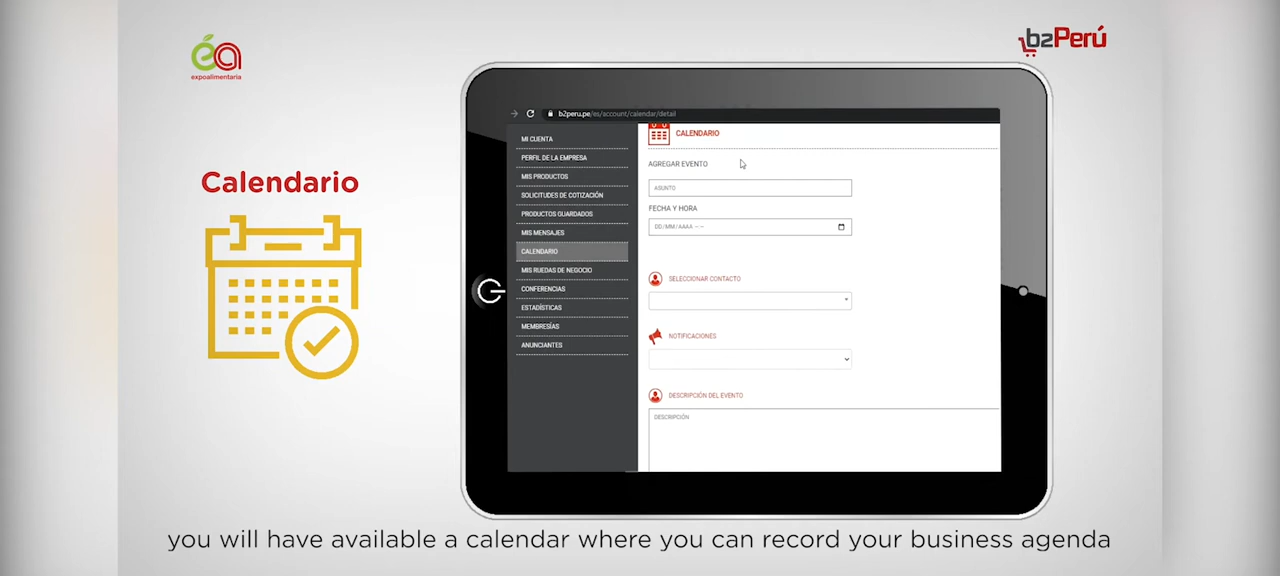 éa
expoalimentaria
b2Perú
Calendario
b2peru.pe/es/account/calendar/detail
MI CUENTA
PERFIL DE LA EMPRESA
MIS PRODUCTOS
SOLICITUDES DE COTIZACIÓN
PRODUCTOS GUARDADOS
MIS MENSAJES
CALENDARIO
MIS RUEDAS DE NEGOCIO
CONFERENCIAS
ESTADÍSTICAS
MEMBRESÍAS
ANUNCIANTES
CALENDARIO
AGREGAR EVENTO
ASUNTO
FECHA Y HORA
DD/MM/AAAA -- --
SELECCIONAR CONTACTO
NOTIFICACIONES
DESCRIPCIÓN DEL EVENTO
DESCRIPCIÓN
you will have available a calendar where you can record your business agenda